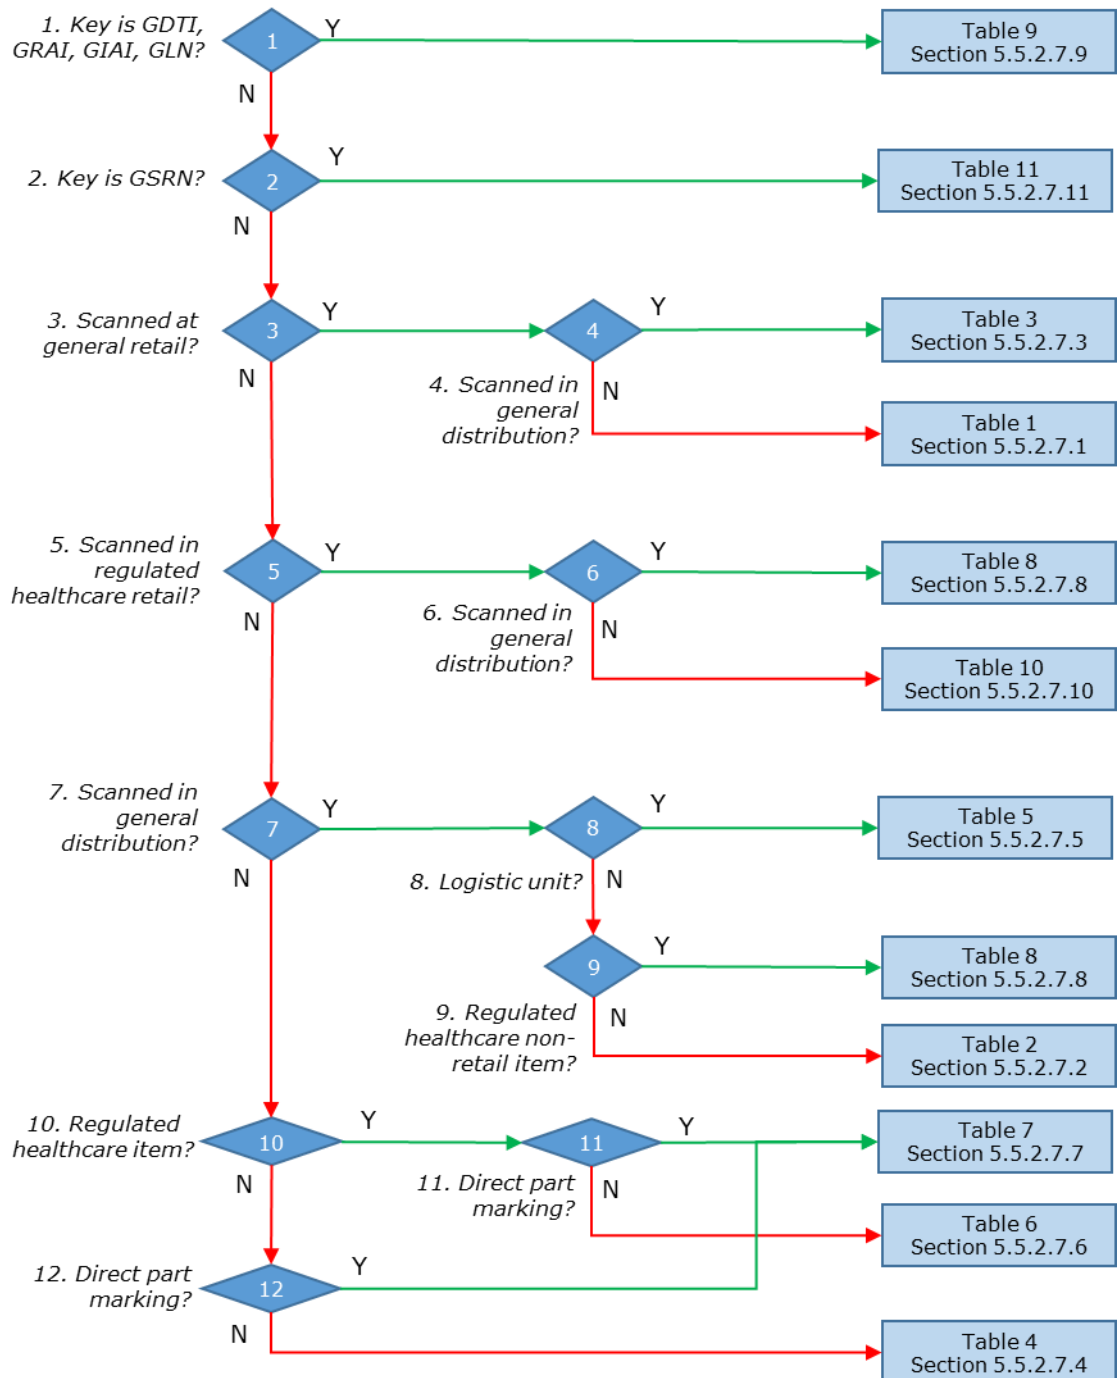 1. Key is GDTI,
GRAI, GIAI, GLN?
1
Y
N
Table 9
Section 5.5.2.7.9
2. Key is GSRN?
2
Y
N
Table 11
Section 5.5.2.7.11
3. Scanned at
general retail?
3
Y
N
4
Y
N
4. Scanned in
general
distribution?
Table 3
Section 5.5.2.7.3
Table 1
Section 5.5.2.7.1
5. Scanned in
regulated
healthcare retail?
5
Y
N
6
Y
N
6. Scanned in
general
distribution?
Table 8
Section 5.5.2.7.8
Table 10
Section 5.5.2.7.10
7. Scanned in
general
distribution?
7
Y
N
8
Y
N
8. Logistic unit?
Table 5
Section 5.5.2.7.5
9
Y
N
9. Regulated
healthcare non-
retail item?
Table 8
Section 5.5.2.7.8
Table 2
Section 5.5.2.7.2
10. Regulated
healthcare item?
10
Y
N
11
Y
N
11. Direct part
marking?
Table 7
Section 5.5.2.7.7
Table 6
Section 5.5.2.7.6
12. Direct part
marking?
12
Y
N
Table 4
Section 5.5.2.7.4